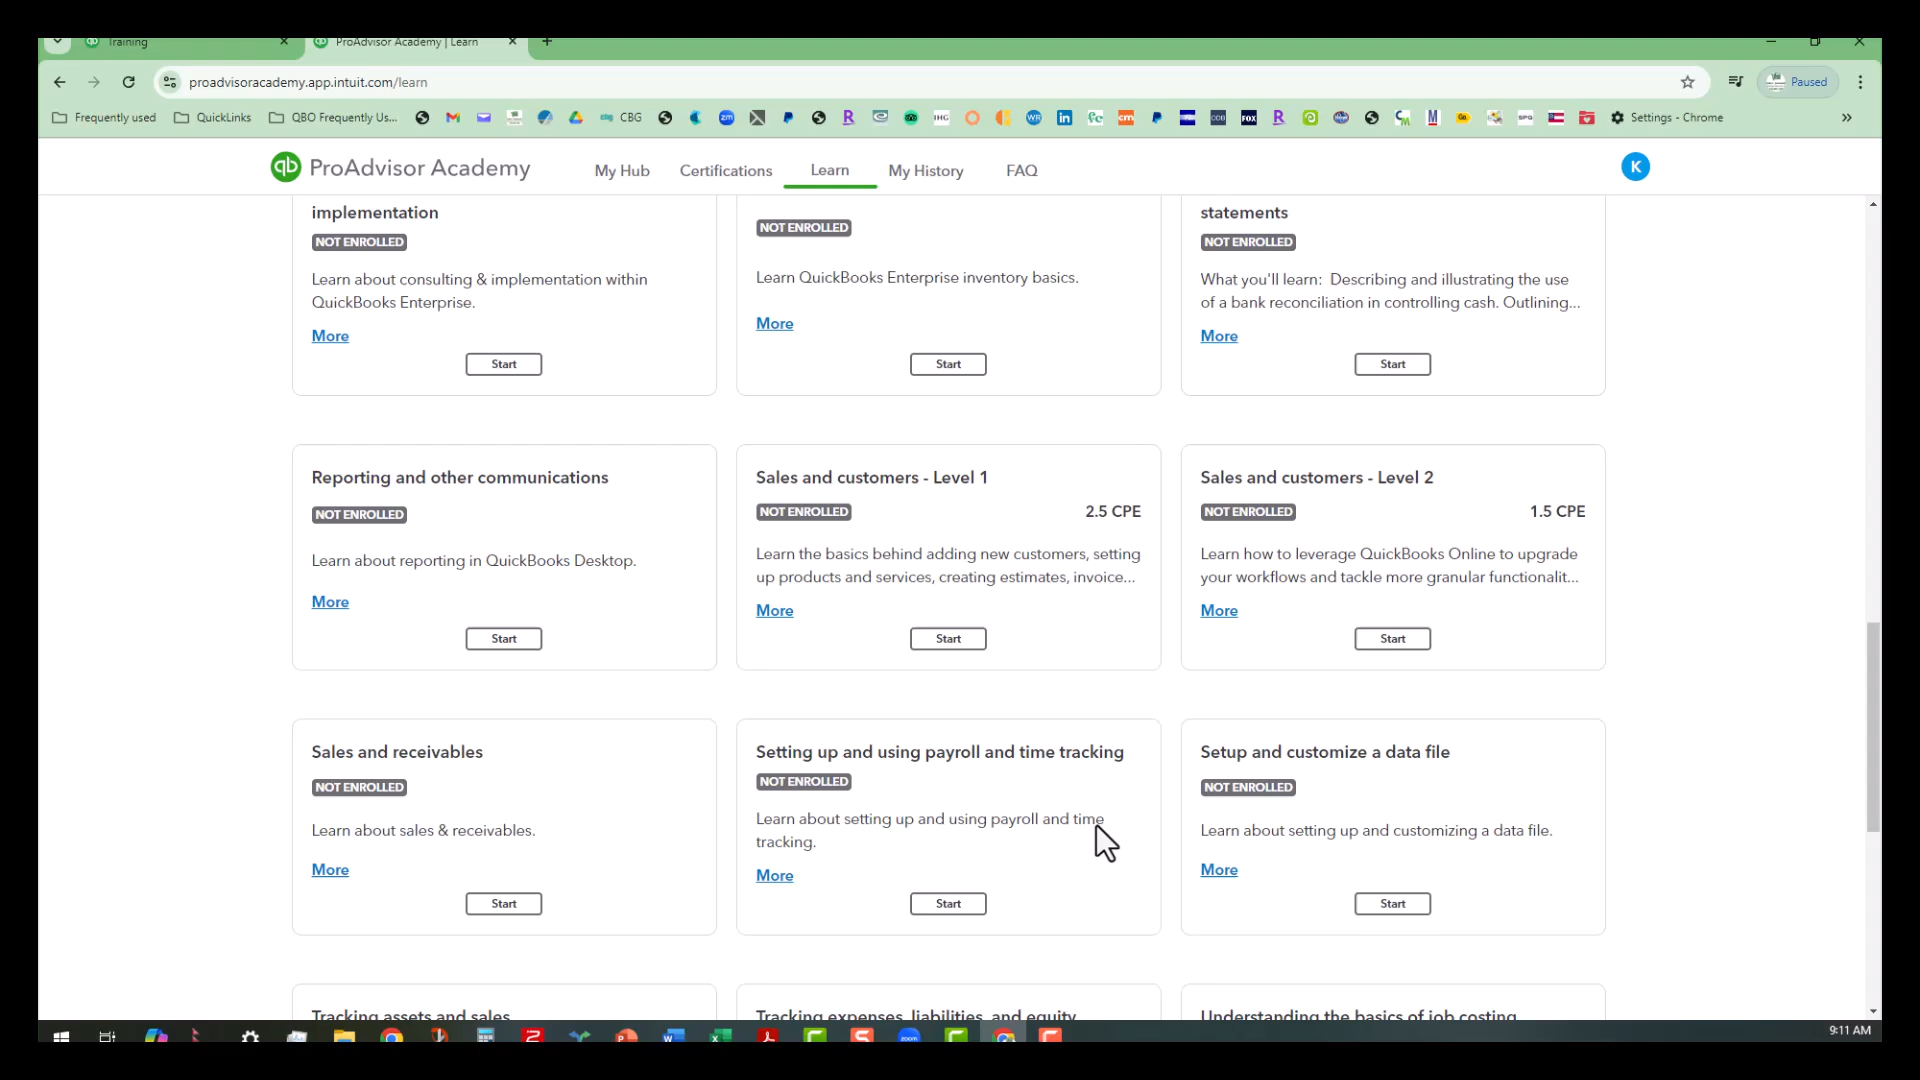 Training
ProAdvisor Academy | Learn
proadvisoracademy.app.intuit.com/learn
Paused
Frequently used
QuickLinks
QBO Frequently Us...
CBG
Settings - Chrome
qb ProAdvisor Academy
My Hub
Certifications
Learn
My History
FAQ
K
implementation
NOT ENROLLED
Learn about consulting & implementation within
QuickBooks Enterprise.
More
Start
NOT ENROLLED
Learn QuickBooks Enterprise inventory basics.
More
Start
statements
NOT ENROLLED
What you'll learn: Describing and illustrating the use
of a bank reconciliation in controlling cash. Outlining...
More
Start
Reporting and other communications
NOT ENROLLED
Learn about reporting in QuickBooks Desktop.
More
Start
Sales and customers - Level 1
NOT ENROLLED 2.5 CPE
Learn the basics behind adding new customers, setting
up products and services, creating estimates, invoice...
More
Start
Sales and customers - Level 2
NOT ENROLLED 1.5 CPE
Learn how to leverage QuickBooks Online to upgrade
your workflows and tackle more granular functionalit...
More
Start
Sales and receivables
NOT ENROLLED
Learn about sales & receivables.
More
Start
Setting up and using payroll and time tracking
NOT ENROLLED
Learn about setting up and using payroll and time
tracking.
More
Start
Setup and customize a data file
NOT ENROLLED
Learn about setting up and customizing a data file.
More
Start
Tracking assets and sales
Tracking expenses, liabilities, and equity
Understanding the basics of job costing
9:11 AM